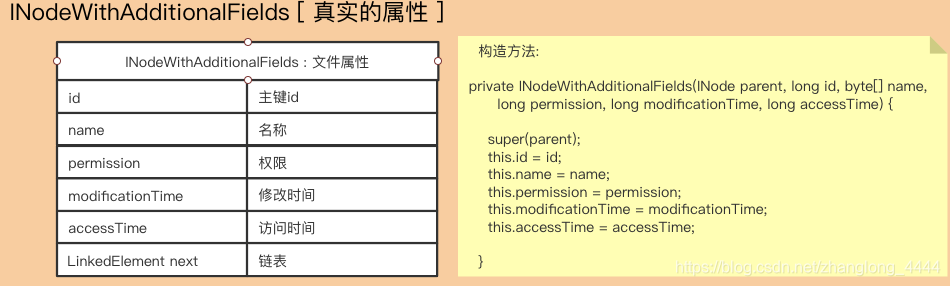 INodeWithAdditionalFields [ 真实的属性 ]
INodeWithAdditionalFields : 文件属性
id 主键id
name 名称
permission 权限
modificationTime 修改时间
accessTime 访问时间
LinkedElement next 链表
构造方法:
private INodeWithAdditionalFields(INode parent, long id, byte[] name,
long permission, long modificationTime, long accessTime) {
super(parent);
this.id = id;
this.name = name;
this.permission = permission;
this.modificationTime = modificationTime;
this.accessTime = accessTime;
}
https://blog.csdn.net/zhanglong_4444